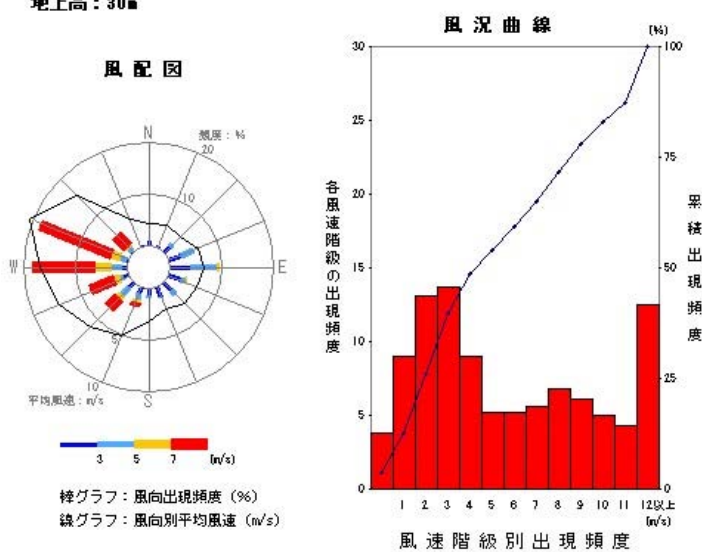 地上高：30m
風配図
N
頻度：%
20
10
W
E
5
10
平均風速：m/s
S
3 5 7 (m/s)
棒グラフ：風向出現頻度（%）
線グラフ：風向別平均風速（m/s）
風況曲線
(%)
30
25
20
15
10
5
0
各風速階級の出現頻度
100
75
50
25
0
累積出現頻度
1 2 3 4 5 6 7 8 9 10 11 12以上
(m/s)
風速階級別出現頻度